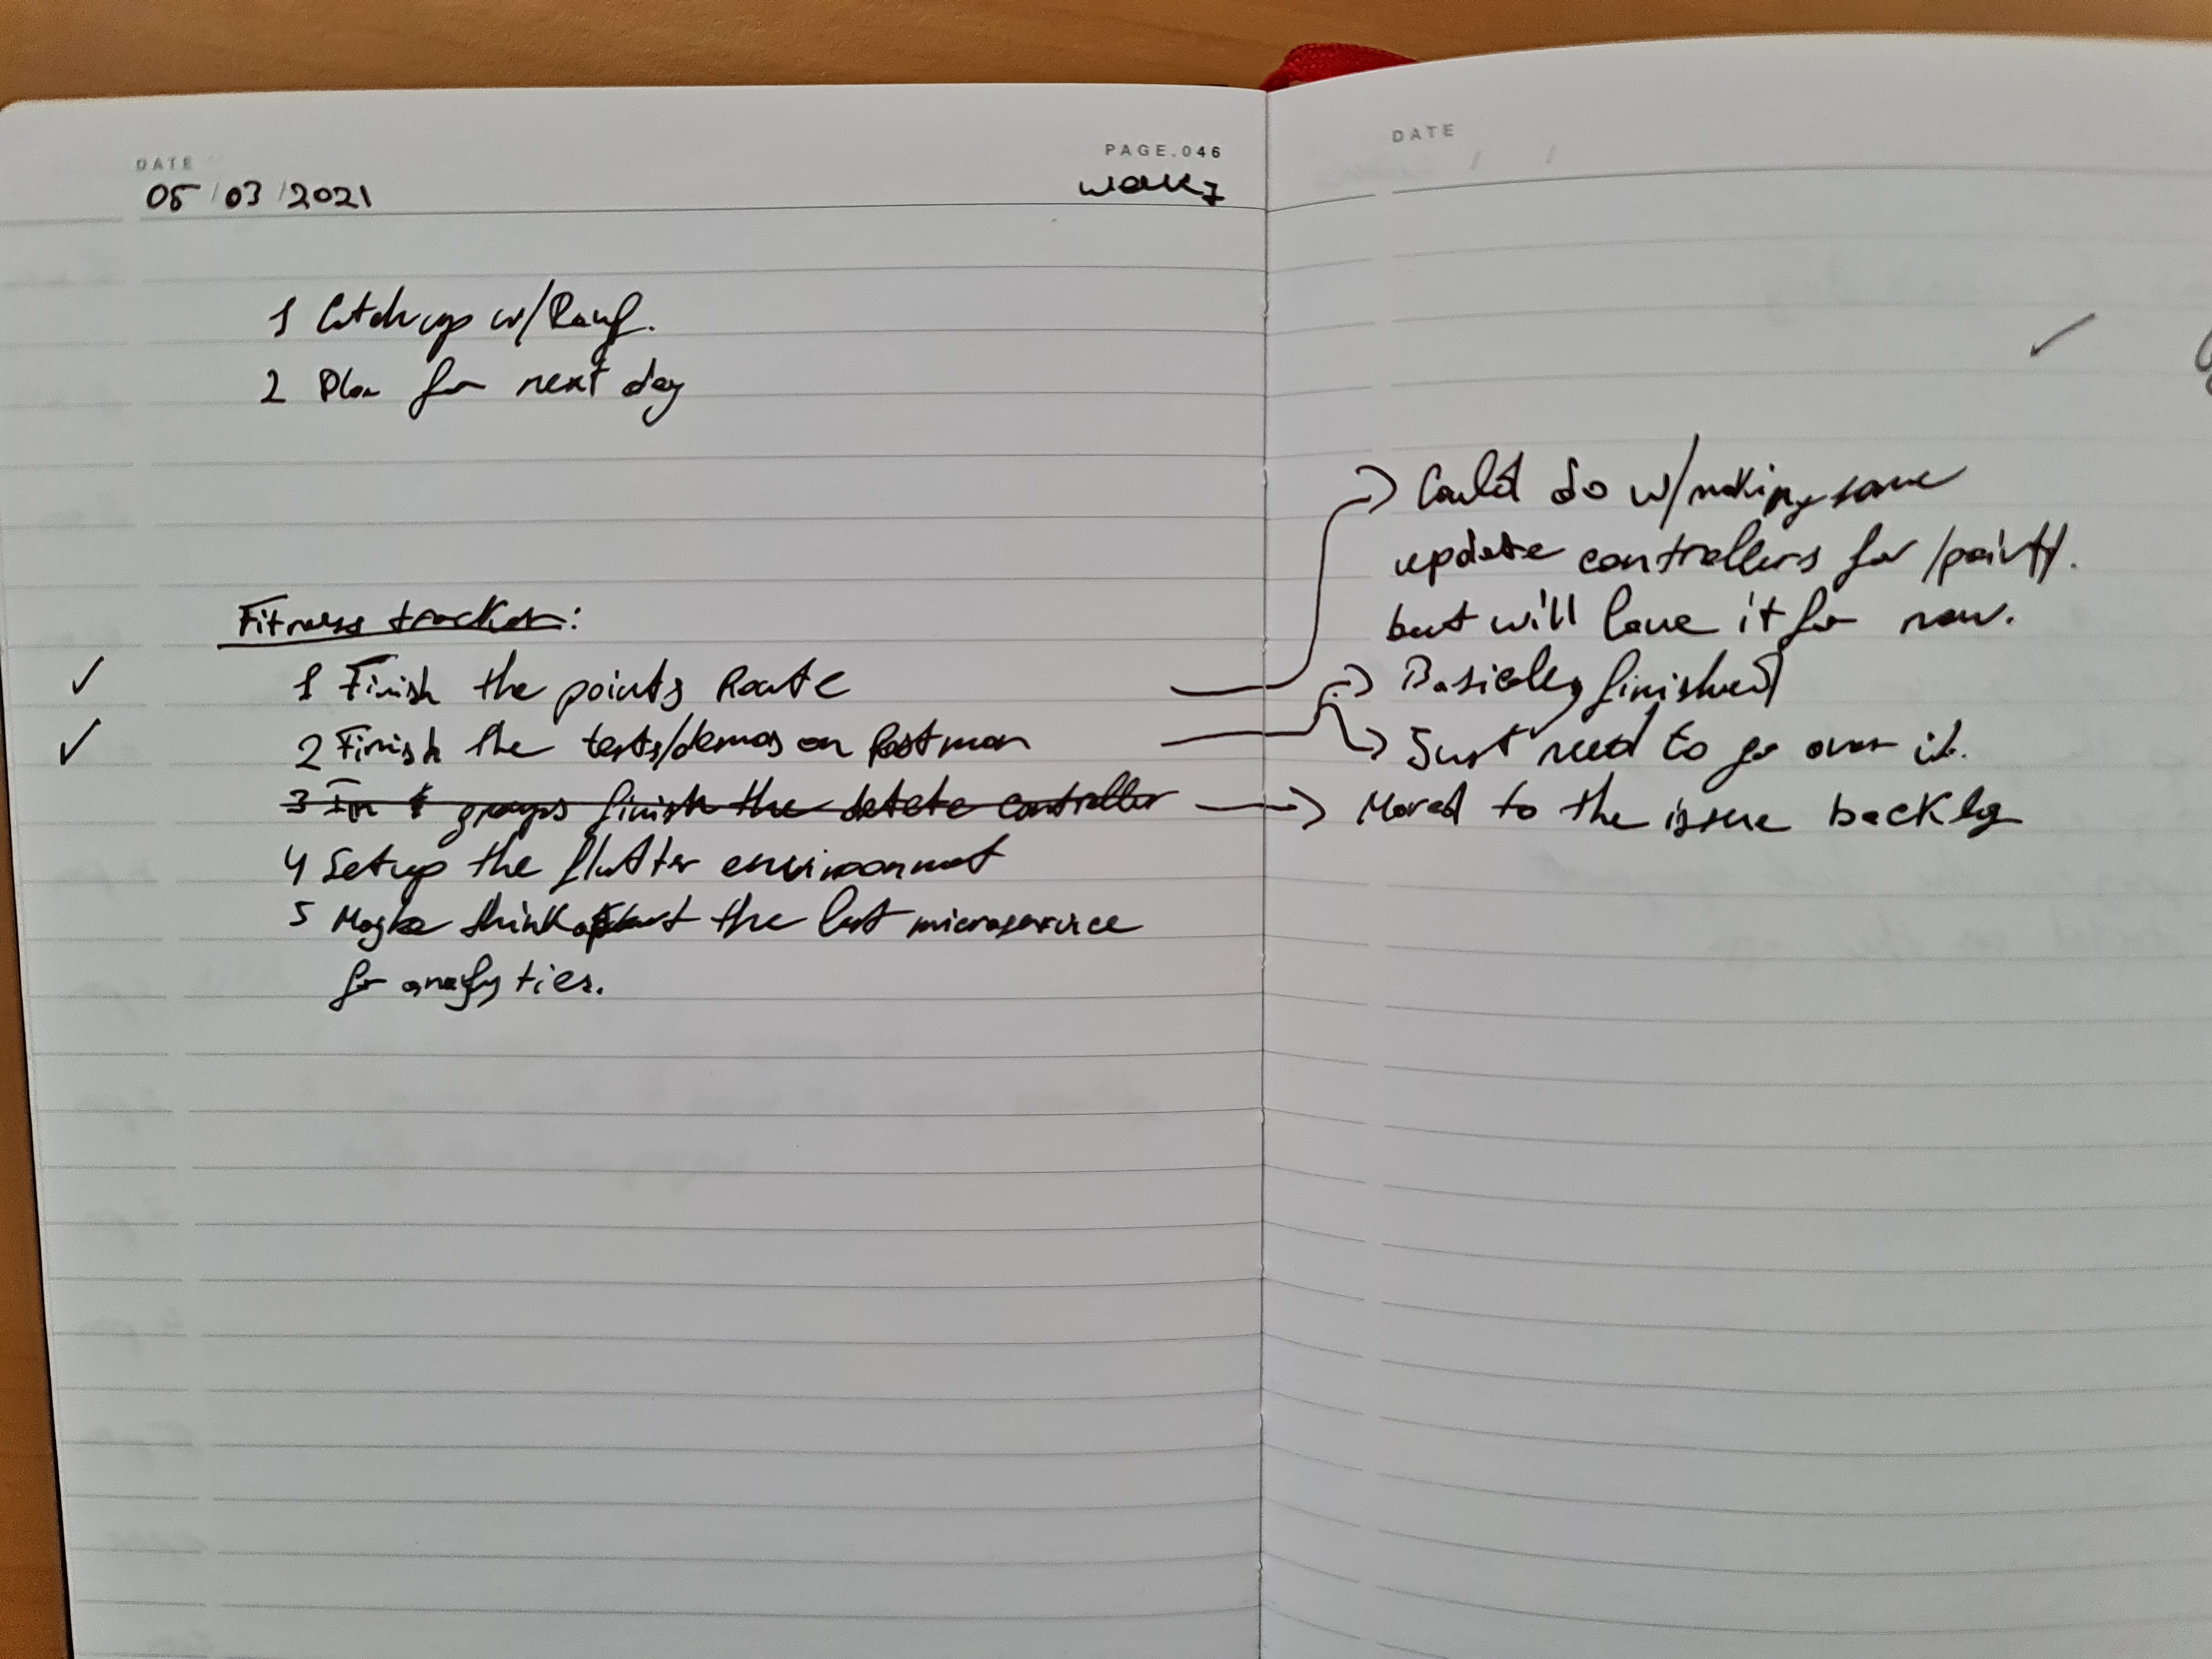 DATE
05/03/2021
PAGE.046
week 7
1 Catch up w/Rauf.
2 Plan for next day
Fitness tracker:
✓ 1 Finish the points Route
✓ 2 Finish the tests/demos on Postman
3 In groups finish the delete controller
4 Setup the flutter environmet
5 Maybe think about the last microservice
for analytics.
DATE
✓
→ Could do w/making some
update controllers for /points.
but will leave it for now.
→ Basically finished
→ Just need to go over it.
→ Moved to the issue backlog